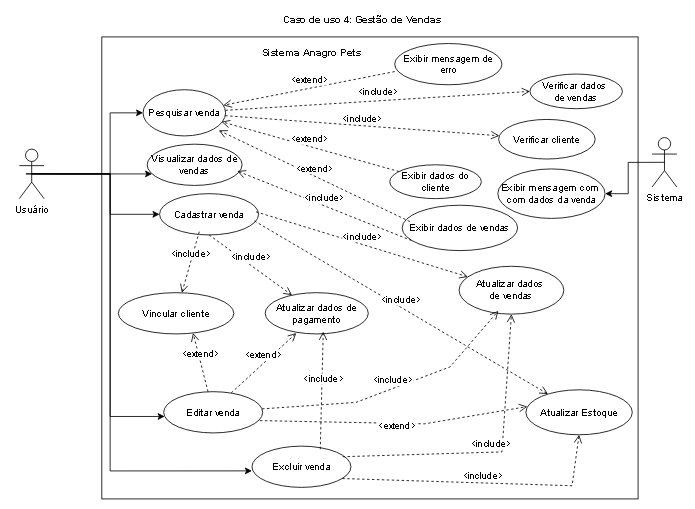 Caso de uso 4: Gestão de Vendas
Sistema Anagro Pets
Exibir mensagem de
erro
<extend>
Verificar dados
de vendas
<include>
Pesquisar venda
<include>
Verificar cliente
<extend>
Visualizar dados de
vendas
<extend>
Exibir dados do
cliente
Exibir mensagem com
com dados da venda
Sistema
Usuário
Cadastrar venda
Exibir dados de vendas
<include>
<include>
<include>
Atualizar dados
de vendas
<include>
Vincular cliente
Atualizar dados de
pagamento
<extend>
<extend>
<include>
<include>
Editar venda
<extend>
Atualizar Estoque
<include>
Excluir venda
<include>